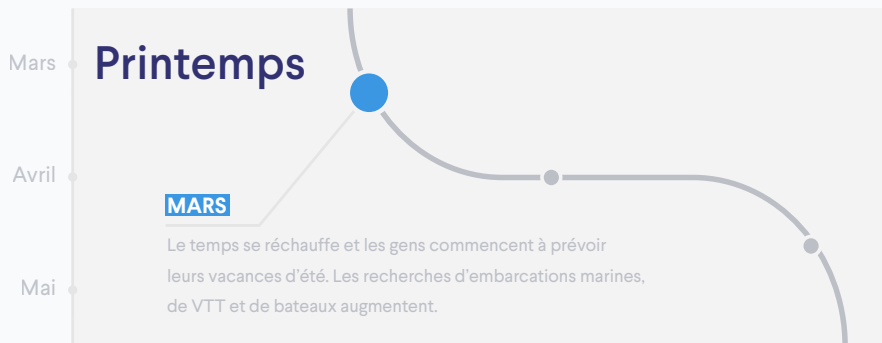 Mars
Printemps
Avril
MARS
Le temps se réchauffe et les gens commencent à prévoir
leurs vacances d'été. Les recherches d'embarcations marines,
Mai
de VTT et de bateaux augmentent.